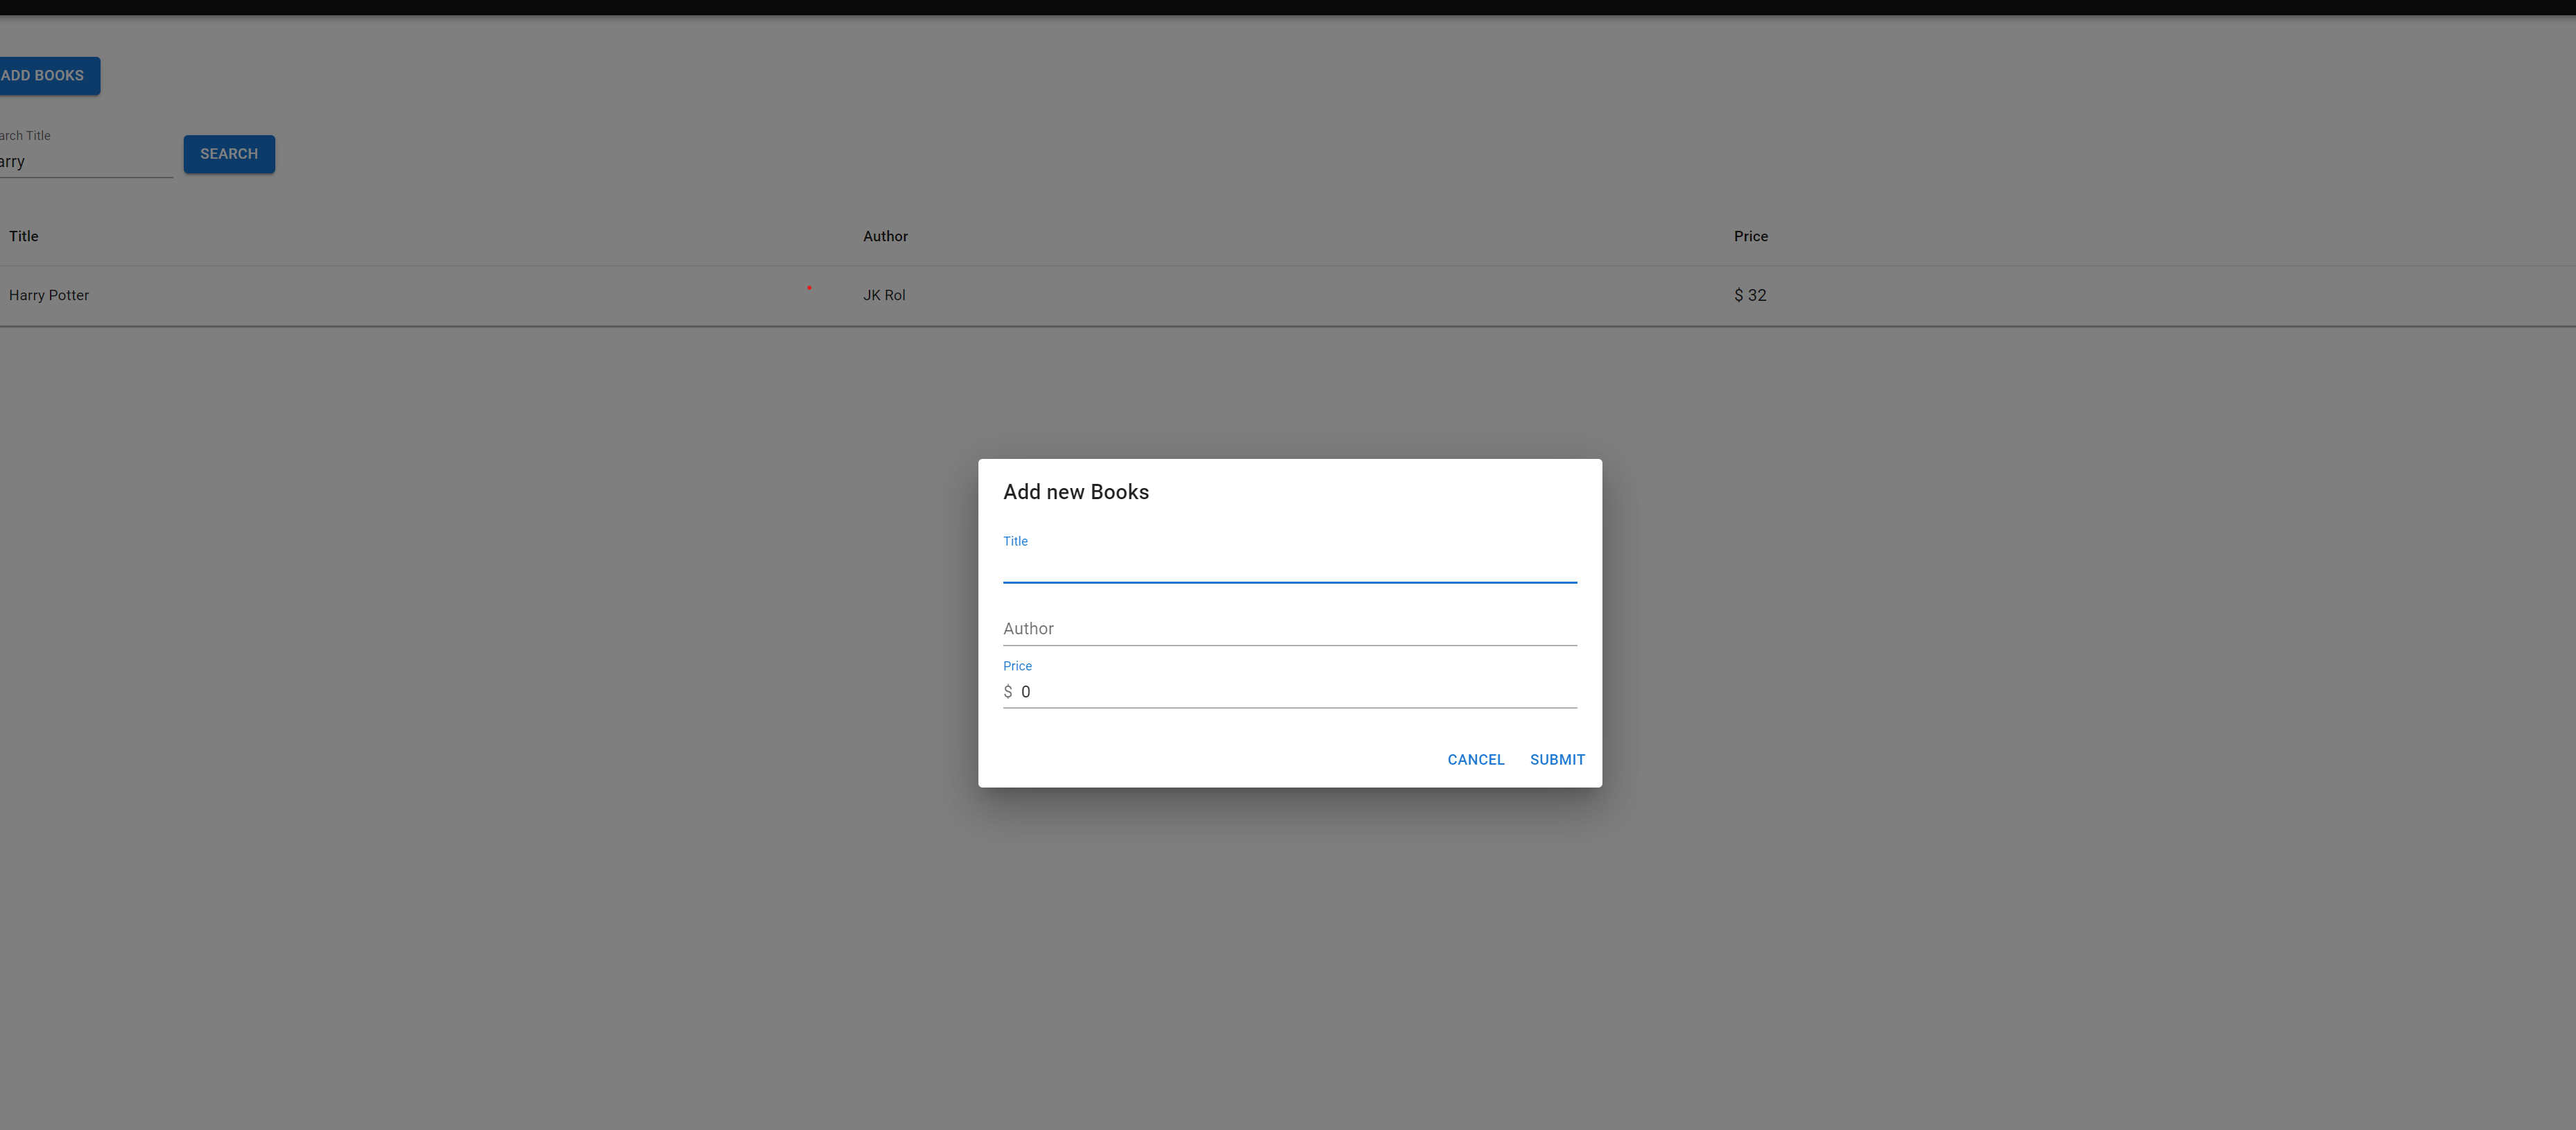 ADD BOOKS
arch Title
arry
SEARCH
Title Author Price
Harry Potter JK Rol $ 32
Add new Books
Title
Author
Price
$ 0
CANCEL SUBMIT